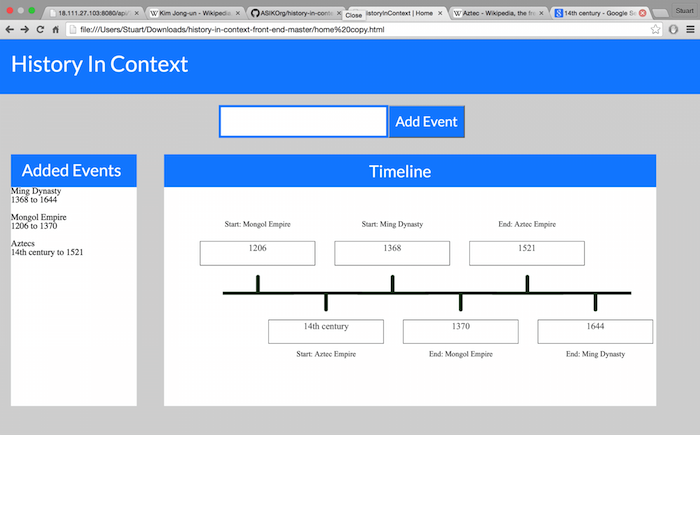 18.111.27.103:8080/api/
Kim Jong-un - Wikipedia
ASIKOrg/history-in-conte
Close
istoryInContext | Home
Aztec - Wikipedia, the fre
14th century - Google Se
Stuart
file:///Users/Stuart/Downloads/history-in-context-front-end-master/home%20copy.html
History In Context
Add Event
Added Events
Ming Dynasty
1368 to 1644
Mongol Empire
1206 to 1370
Aztecs
14th century to 1521
Timeline
Start: Mongol Empire
Start: Ming Dynasty
End: Aztec Empire
1206
1368
1521
14th century
1370
1644
Start: Aztec Empire
End: Mongol Empire
End: Ming Dynasty